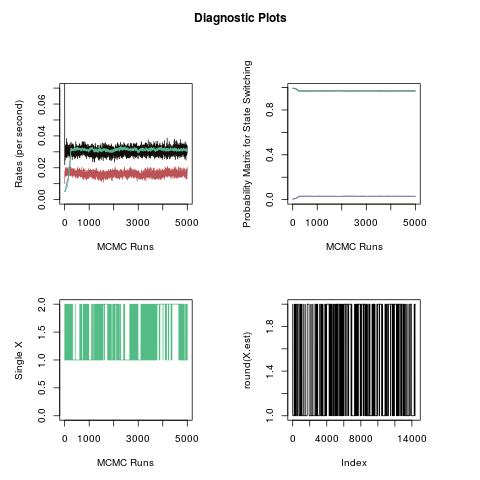 Diagnostic Plots
Rates (per second)
0.00 0.02 0.04 0.06
0 1000 3000 5000
MCMC Runs
Probability Matrix for State Switching
0.0 0.4 0.8
0 1000 3000 5000
MCMC Runs
Single X
0.0 0.5 1.0 1.5 2.0
0 1000 3000 5000
MCMC Runs
round(X.est)
1.0 1.4 1.8
0 4000 8000 14000
Index